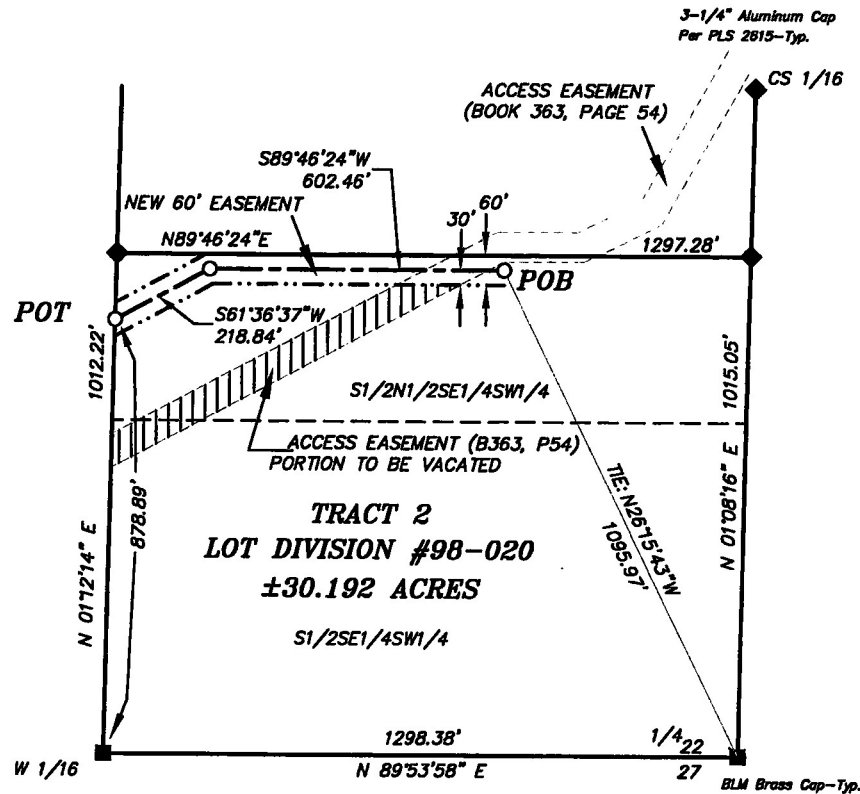 3-1/4" Aluminum Cap
Per PLS 2615-Typ.
CS 1/16
ACCESS EASEMENT
(BOOK 363, PAGE 54)
S89°46'24"W
602.46'
NEW 60' EASEMENT
30'
60'
N89°46'24"E
1297.28'
POB
POT
S61°36'37"W
218.84'
1012.22'
1015.05'
S1/2N1/2SE1/4SW1/4
ACCESS EASEMENT (B363, P54)
PORTION TO BE VACATED
878.89'
N 01°12'14" E
N 01°08'16" E
TIE: N26°15'43"W
1095.97'
TRACT 2
LOT DIVISION #98-020
±30.192 ACRES
S1/2SE1/4SW1/4
1298.38'
1/4
22
W 1/16
N 89°53'58" E
27
BLM Brass Cap-Typ.